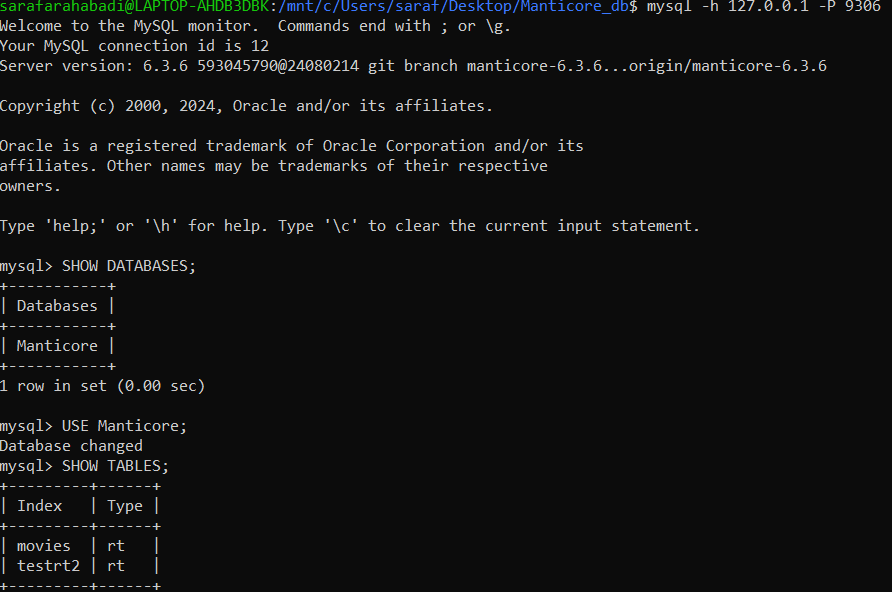 sarafarahabadi@LAPTOP-AHDB3DBK:/mnt/c/Users/saraf/Desktop/Manticore_db$ mysql -h 127.0.0.1 -P 9306
Welcome to the MySQL monitor.  Commands end with ; or \g.
Your MySQL connection id is 12
Server version: 6.3.6 593045790@24080214 git branch manticore-6.3.6...origin/manticore-6.3.6

Copyright (c) 2000, 2024, Oracle and/or its affiliates.

Oracle is a registered trademark of Oracle Corporation and/or its
affiliates. Other names may be trademarks of their respective
owners.

Type 'help;' or '\h' for help. Type '\c' to clear the current input statement.

mysql> SHOW DATABASES;
+-----------+
| Databases |
+-----------+
| Manticore |
+-----------+
1 row in set (0.00 sec)

mysql> USE Manticore;
Database changed
mysql> SHOW TABLES;
+---------+------+
| Index   | Type |
+---------+------+
| movies  | rt   |
| testrt2 | rt   |
+---------+------+